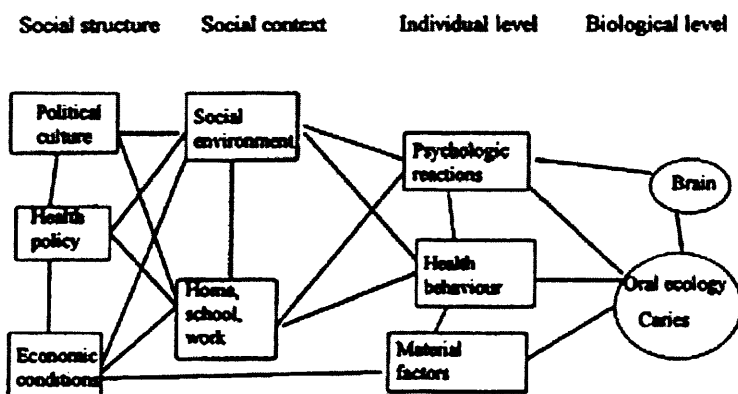 Social structure
Social context
Individual level
Biological level
Political
culture
Health
policy
Economic
conditions
Social
environment
Home,
school,
work
Psychologic
reactions
Health
behaviour
Material
factors
Brain
Oral ecology
Caries